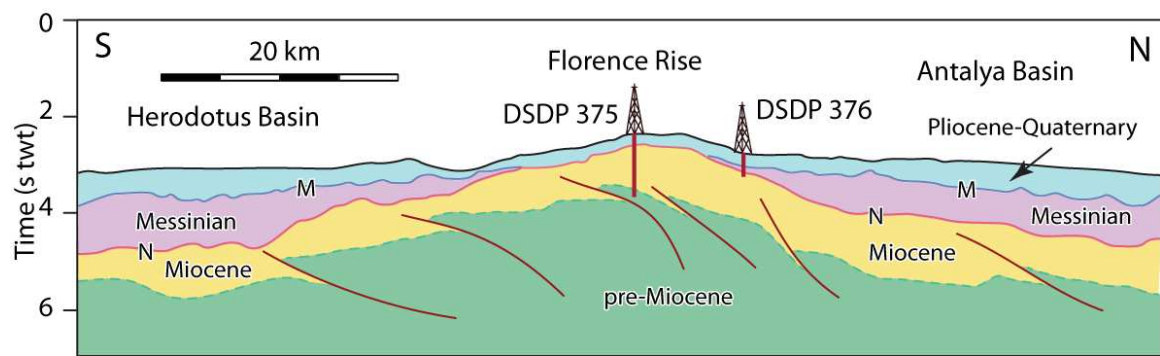 0
S
N
20 km
Florence Rise
Antalya Basin
2
Herodotus Basin
DSDP 375
DSDP 376
Pliocene-Quaternary
M
M
Messinian
Messinian
4
N
N
Miocene
Miocene
pre-Miocene
6
Time (s twt)